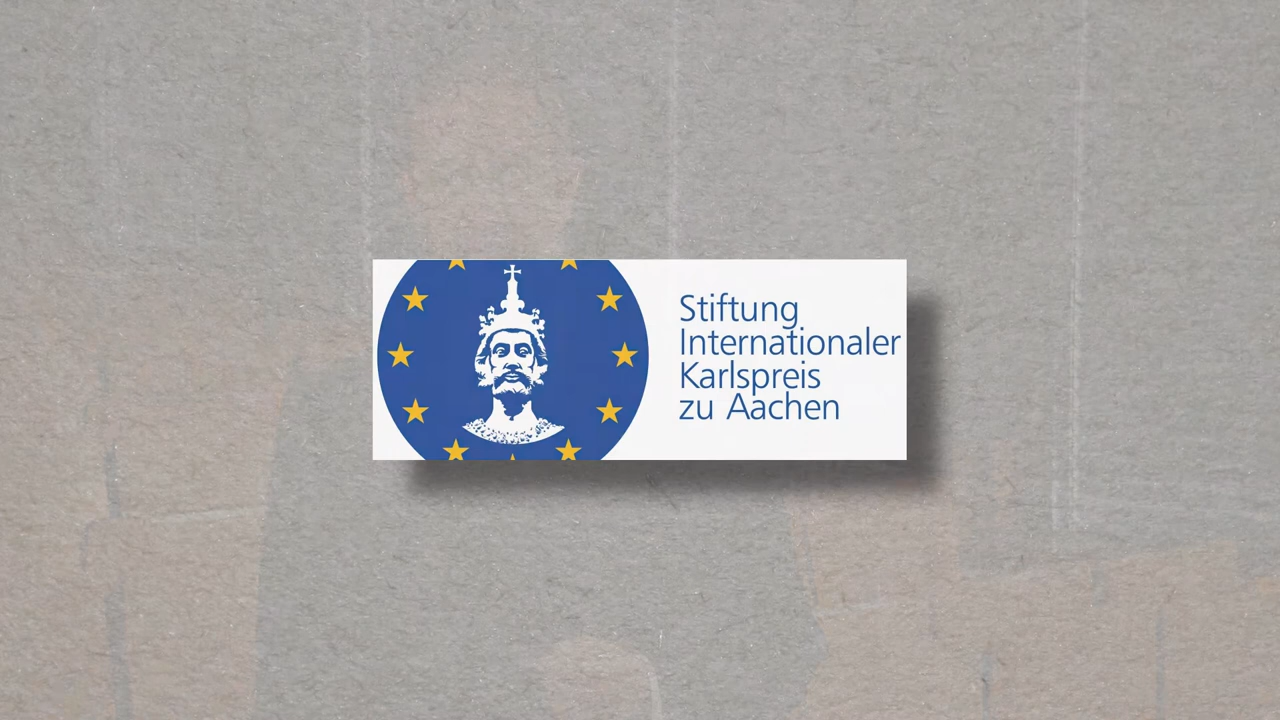 Stiftung
Internationaler
Karlspreis
zu Aachen